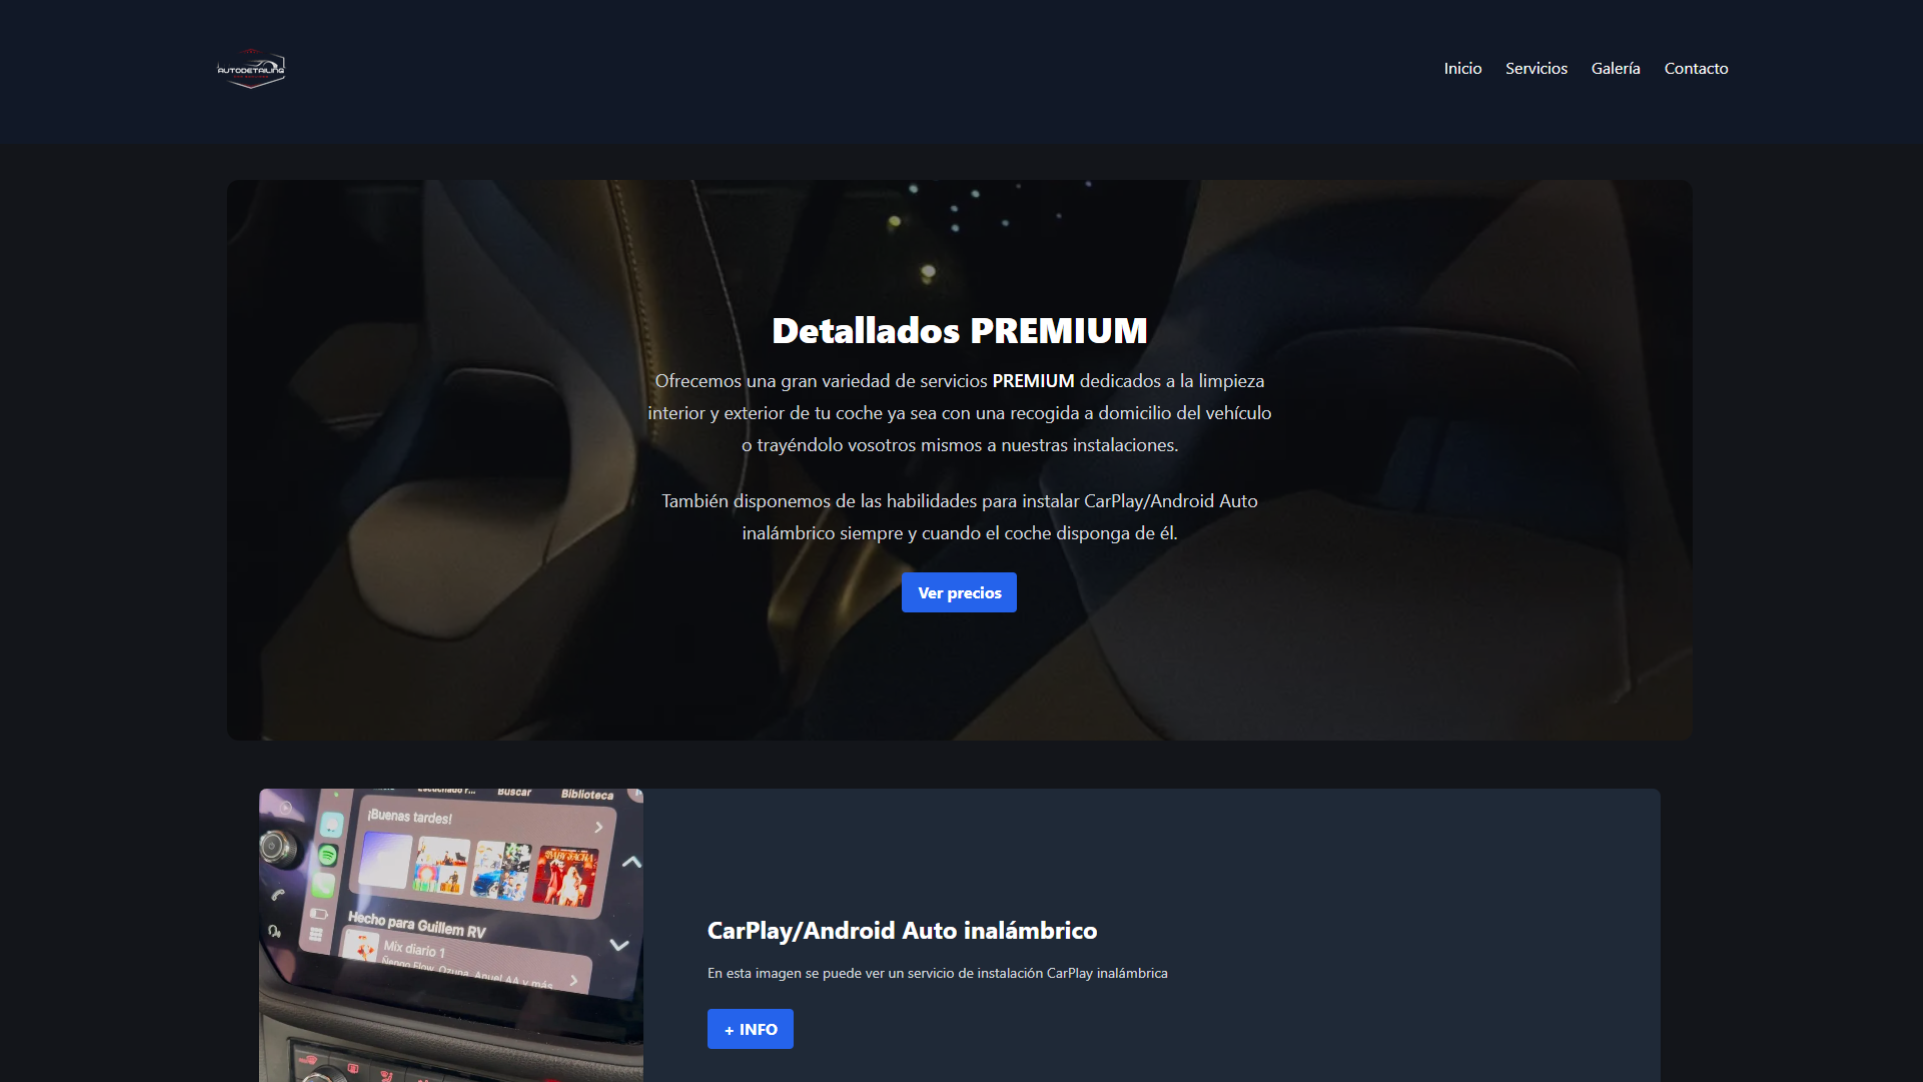 AUTODETAILING
Inicio
Servicios
Galería
Contacto
Detallados PREMIUM
Ofrecemos una gran variedad de servicios PREMIUM dedicados a la limpieza
interior y exterior de tu coche ya sea con una recogida a domicilio del vehículo
o trayéndolo vosotros mismos a nuestras instalaciones.
También disponemos de las habilidades para instalar CarPlay/Android Auto
inalámbrico siempre y cuando el coche disponga de él.
Ver precios
Buscar
Biblioteca
¡Buenas tardes!
Hecho para Guillem RV
Mix diario 1
Ñengo Flow, Ozuna, Anuel AA y más
CarPlay/Android Auto inalámbrico
En esta imagen se puede ver un servicio de instalación CarPlay inalámbrica
+ INFO